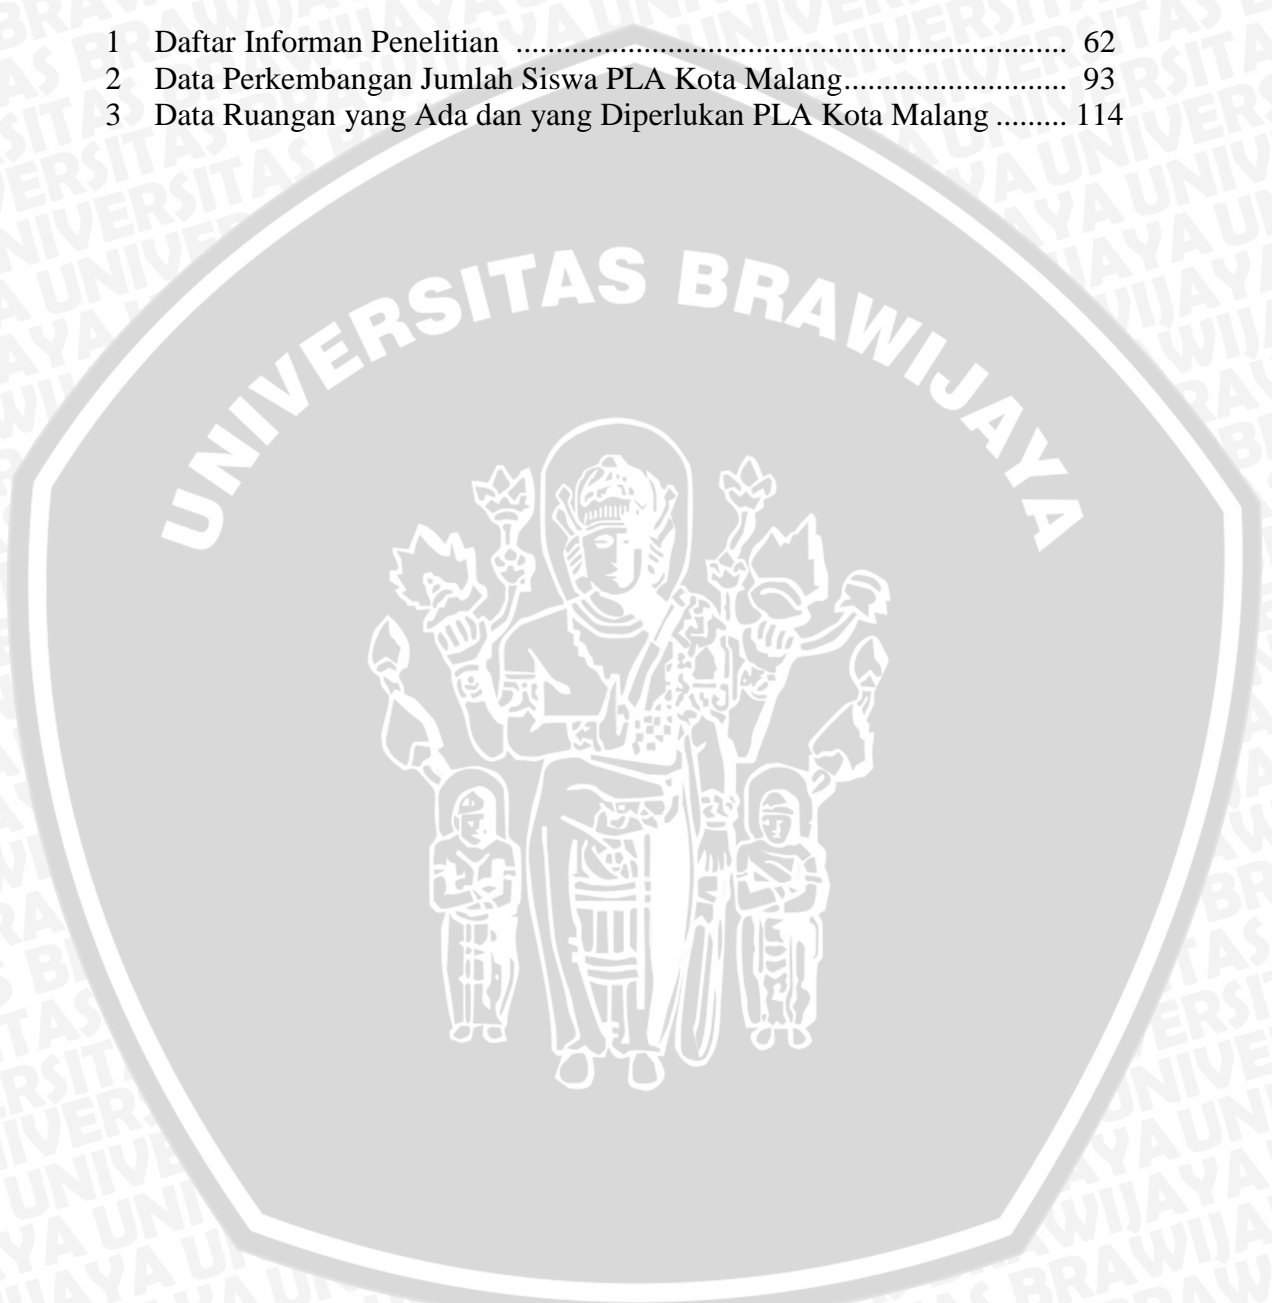 1 Daftar Informan Penelitian ..................................................................... 62
2 Data Perkembangan Jumlah Siswa PLA Kota Malang............................ 93
3 Data Ruangan yang Ada dan yang Diperlukan PLA Kota Malang ......... 114
UNIVERSITAS BRAWIJAYA